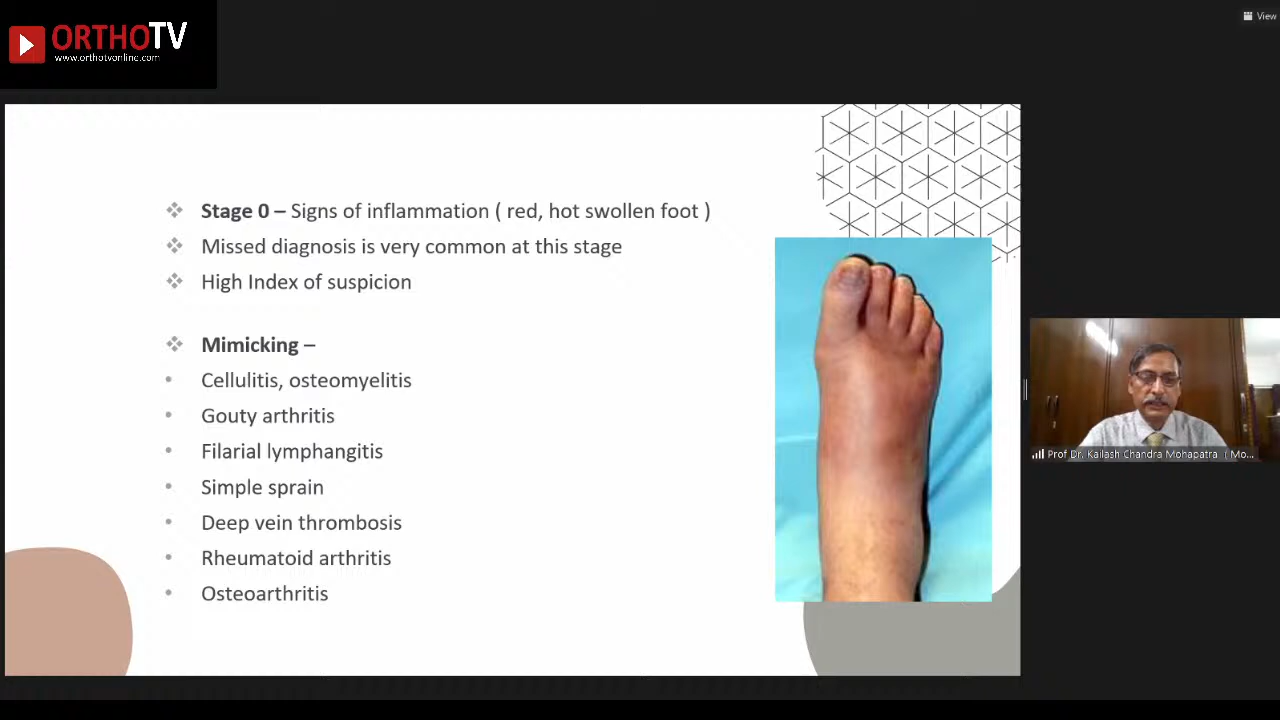 ORTHOTV
www.orthotvonline.com
View
Stage 0 – Signs of inflammation ( red, hot swollen foot )
Missed diagnosis is very common at this stage
High Index of suspicion
Mimicking –
Cellulitis, osteomyelitis
Gouty arthritis
Filarial lymphangitis
Simple sprain
Deep vein thrombosis
Rheumatoid arthritis
Osteoarthritis
Prof Dr. Kailash Chandra Mohapatra ( Mo...